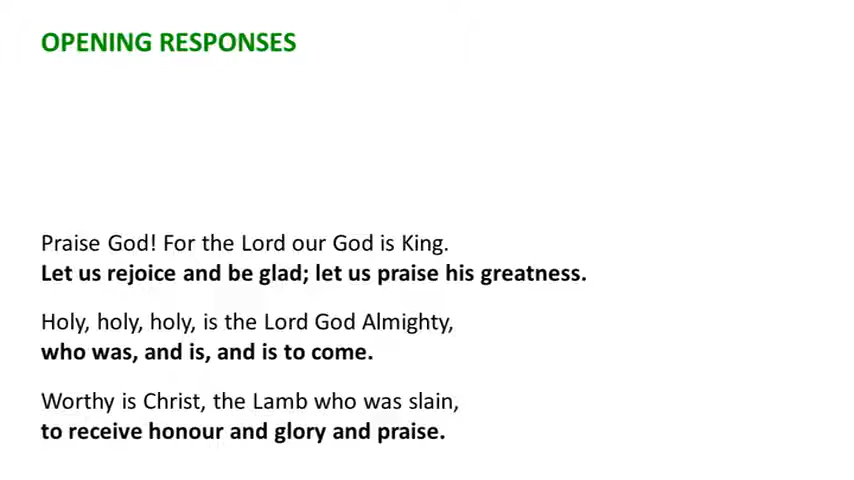 OPENING RESPONSES
Praise God! For the Lord our God is King.
Let us rejoice and be glad; let us praise his greatness.
Holy, holy, holy, is the Lord God Almighty,
who was, and is, and is to come.
Worthy is Christ, the Lamb who was slain,
to receive honour and glory and praise.